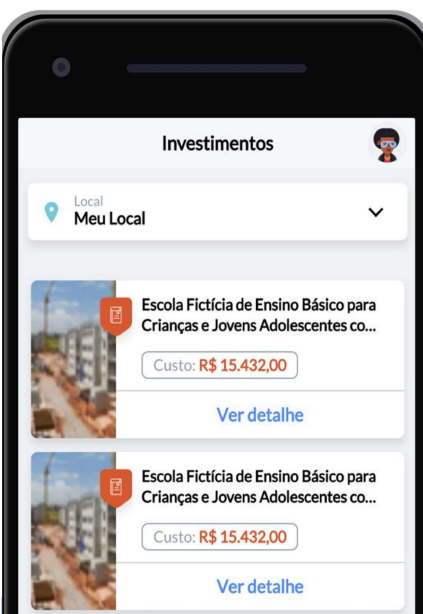 Investimentos
Local
Meu Local
Escola Fictícia de Ensino Básico para
Crianças e Jovens Adolescentes co...
Custo: R$ 15.432,00
Ver detalhe
Escola Fictícia de Ensino Básico para
Crianças e Jovens Adolescentes co...
Custo: R$ 15.432,00
Ver detalhe